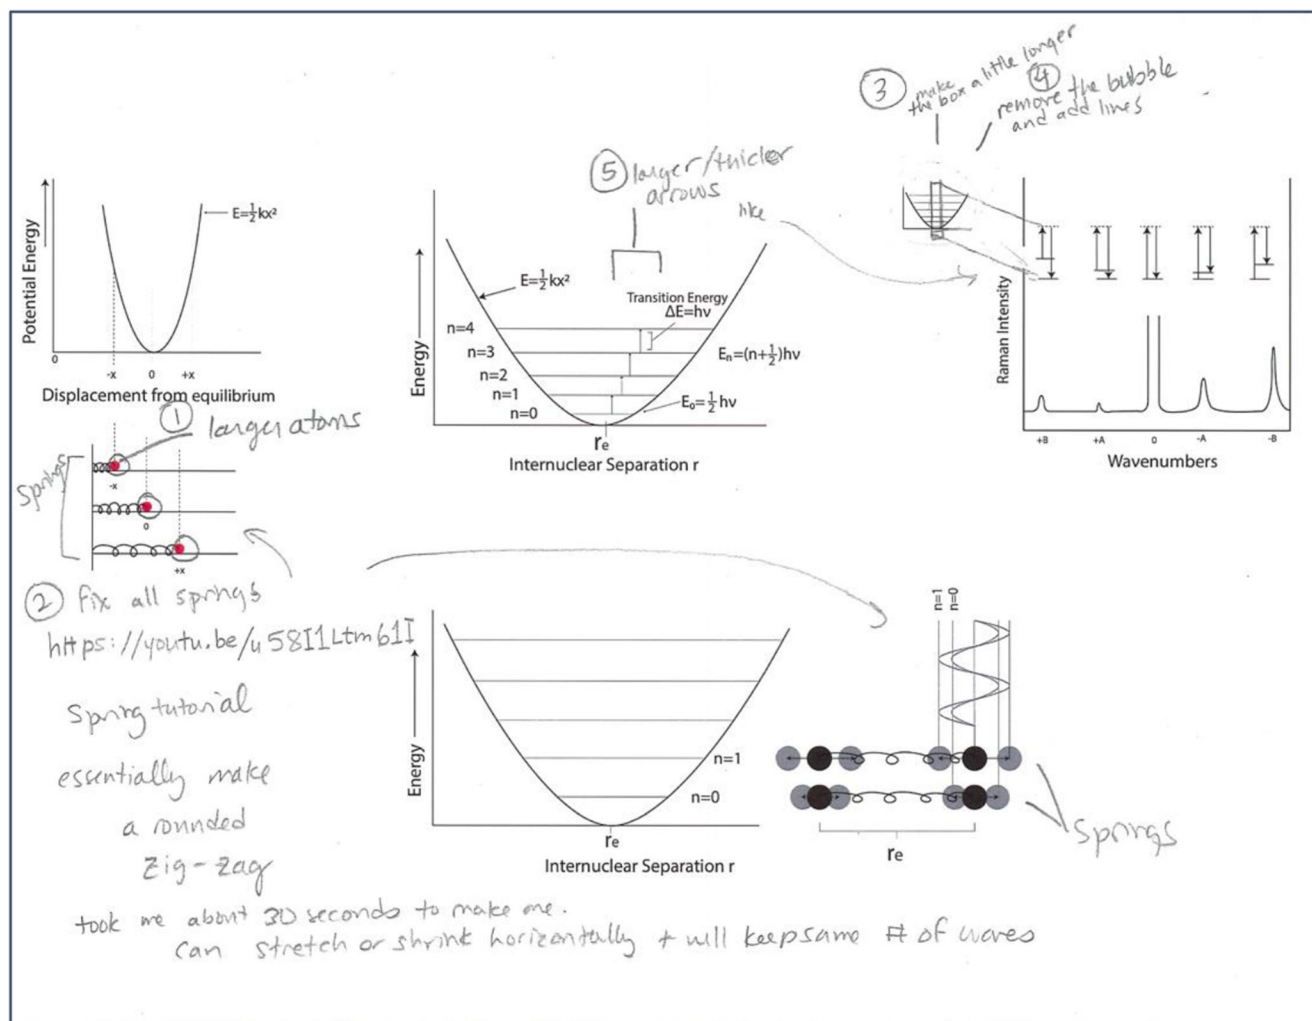 ③ make
the box a little longer
④
remove the bubble
and add lines
⑤ larger/thicker
arrows
like
Potential Energy
E=½kx²
0
-x 0 +x
Displacement from equilibrium
① larger atoms
Springs
-x
0
+x
Energy
E=½kx²
Transition Energy
ΔE=hν
n=4
n=3
n=2
n=1
n=0
Eₙ=(n+½)hν
E₀=½hν
re
Internuclear Separation r
Raman Intensity
+B +A 0 -A -B
Wavenumbers
② fix all springs
https://youtu.be/u58I1Ltm61I
Spring tutorial
essentially make
a rounded
zig-zag
took me about 30 seconds to make one.
can stretch or shrink horizontally + will keep same # of waves
Energy
n=1
n=0
re
Internuclear Separation r
n=1
n=0
re
Springs